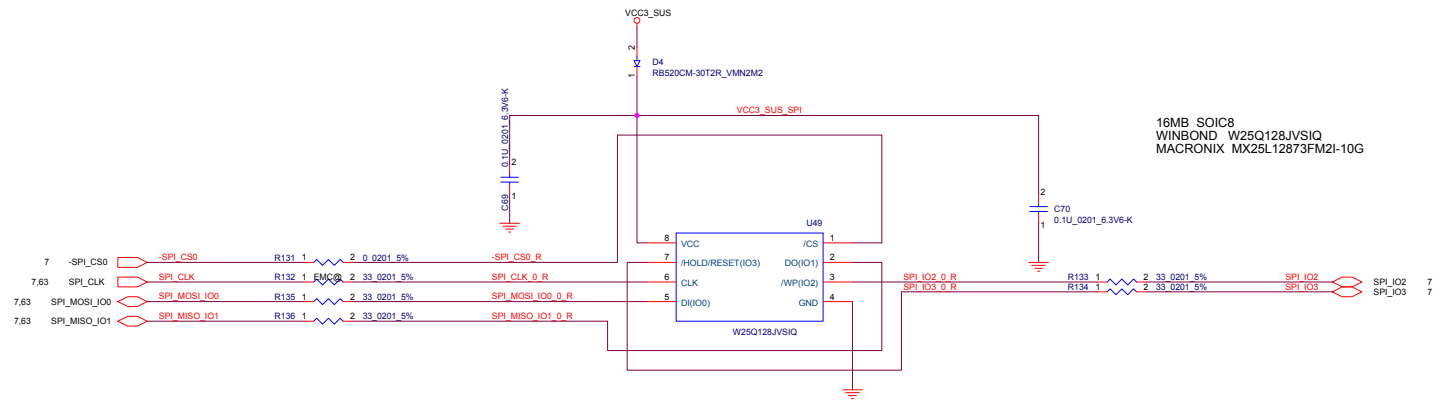 VCC3_SUS
2
D4
1
RB520CM-30T2R_VMN2M2
0.1U_0201_6.3V6-K
VCC3_SUS_SPI
16MB SOIC8
WINBOND W25Q128JVSIQ
MACRONIX MX25L12873FM2I-10G
2
C69
1
2
C70
0.1U_0201_6.3V6-K
1
U49
8 VCC /CS 1
7 /HOLD/RESET(IO3) DO(IO1) 2
6 CLK /WP(IO2) 3
5 DI(IO0) GND 4
W25Q128JVSIQ
7 -SPI_CS0 -SPI_CS0 R131 1 2 0_0201_5% -SPI_CS0_R
7,63 SPI_CLK SPI_CLK R132 1 EMC@ 2 33_0201_5% SPI_CLK_0_R
7,63 SPI_MOSI_IO0 SPI_MOSI_IO0 R135 1 2 33_0201_5% SPI_MOSI_IO0_0_R
7,63 SPI_MISO_IO1 SPI_MISO_IO1 R136 1 2 33_0201_5% SPI_MISO_IO1_0_R
SPI_IO2_0_R R133 1 2 33_0201_5% SPI_IO2 SPI_IO2 7
SPI_IO3_0_R R134 1 2 33_0201_5% SPI_IO3 SPI_IO3 7